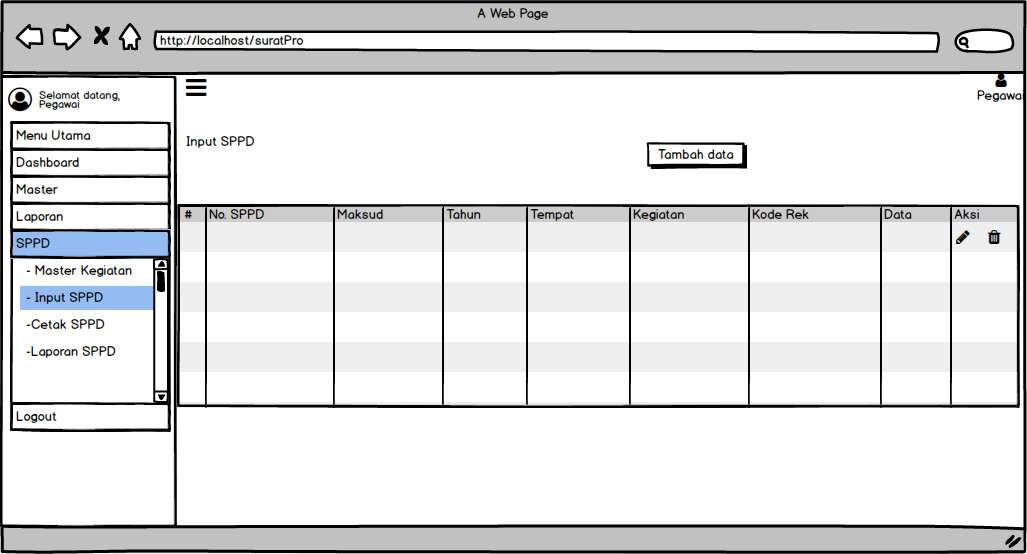 A Web Page
http://localhost/suratPro
Selamat datang,
Pegawai
Pegawai
Menu Utama
Dashboard
Master
Laporan
SPPD
- Master Kegiatan
- Input SPPD
-Cetak SPPD
-Laporan SPPD
Logout
Input SPPD
Tambah data
# No. SPPD Maksud Tahun Tempat Kegiatan Kode Rek Data Aksi